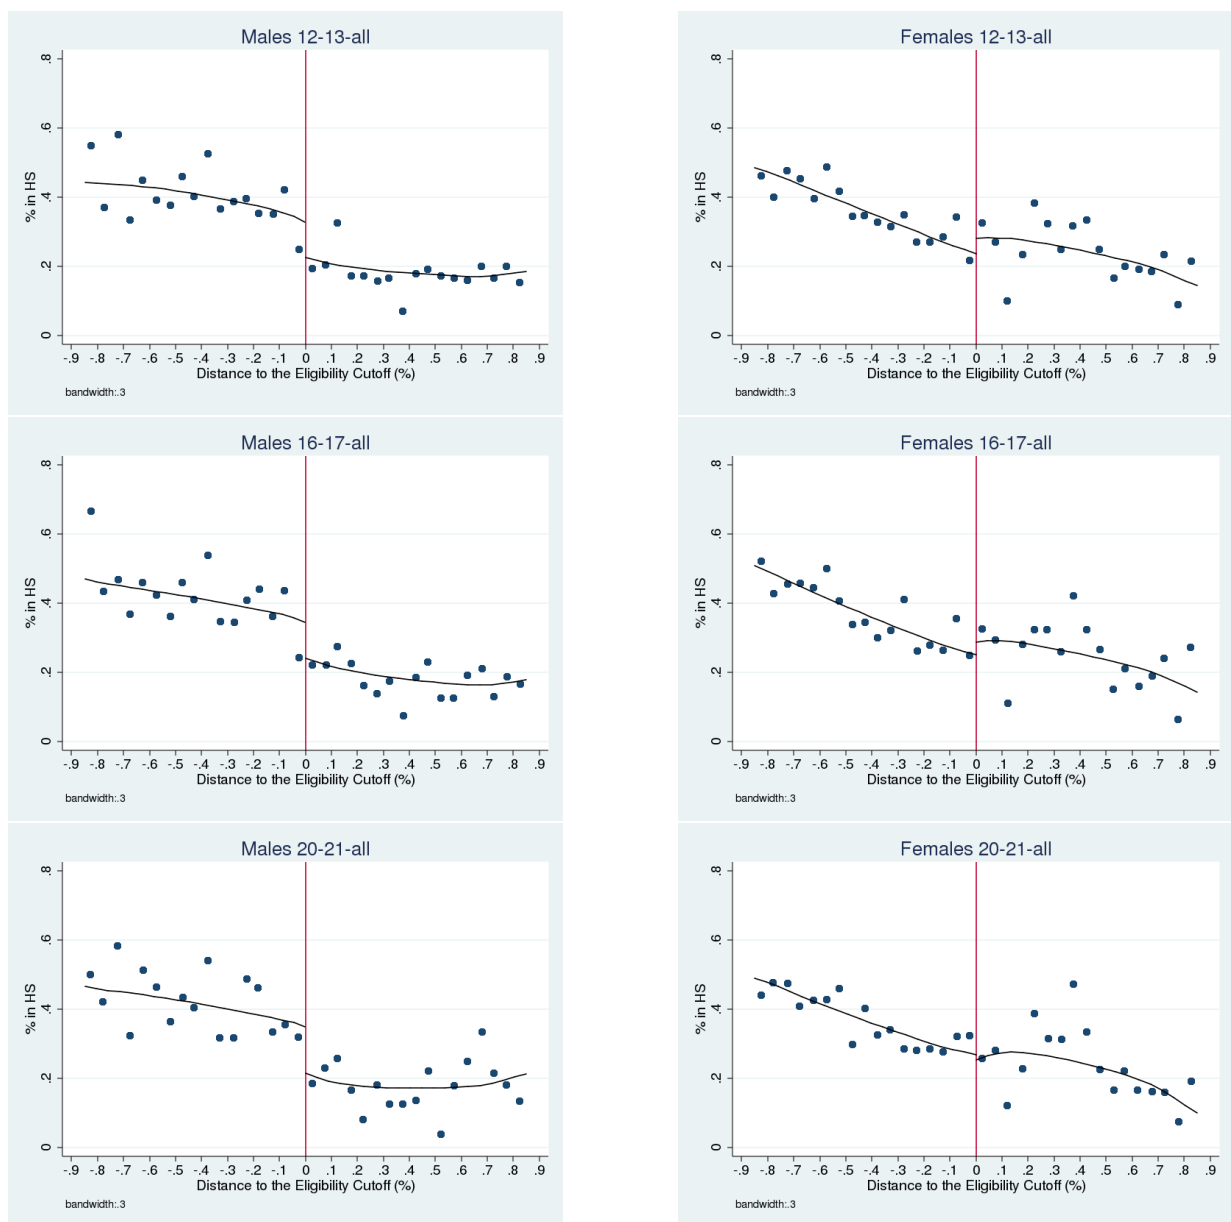 Males 12-13-all
% in HS
.8
.6
.4
.2
0
-.9 -.8 -.7 -.6 -.5 -.4 -.3 -.2 -.1 0 .1 .2 .3 .4 .5 .6 .7 .8 .9
Distance to the Eligibility Cutoff (%)
bandwidth:.3
Females 12-13-all
% in HS
.8
.6
.4
.2
0
-.9 -.8 -.7 -.6 -.5 -.4 -.3 -.2 -.1 0 .1 .2 .3 .4 .5 .6 .7 .8 .9
Distance to the Eligibility Cutoff (%)
bandwidth:.3
Males 16-17-all
% in HS
.8
.6
.4
.2
0
-.9 -.8 -.7 -.6 -.5 -.4 -.3 -.2 -.1 0 .1 .2 .3 .4 .5 .6 .7 .8 .9
Distance to the Eligibility Cutoff (%)
bandwidth:.3
Females 16-17-all
% in HS
.8
.6
.4
.2
0
-.9 -.8 -.7 -.6 -.5 -.4 -.3 -.2 -.1 0 .1 .2 .3 .4 .5 .6 .7 .8 .9
Distance to the Eligibility Cutoff (%)
bandwidth:.3
Males 20-21-all
% in HS
.8
.6
.4
.2
0
-.9 -.8 -.7 -.6 -.5 -.4 -.3 -.2 -.1 0 .1 .2 .3 .4 .5 .6 .7 .8 .9
Distance to the Eligibility Cutoff (%)
bandwidth:.3
Females 20-21-all
% in HS
.8
.6
.4
.2
0
-.9 -.8 -.7 -.6 -.5 -.4 -.3 -.2 -.1 0 .1 .2 .3 .4 .5 .6 .7 .8 .9
Distance to the Eligibility Cutoff (%)
bandwidth:.3